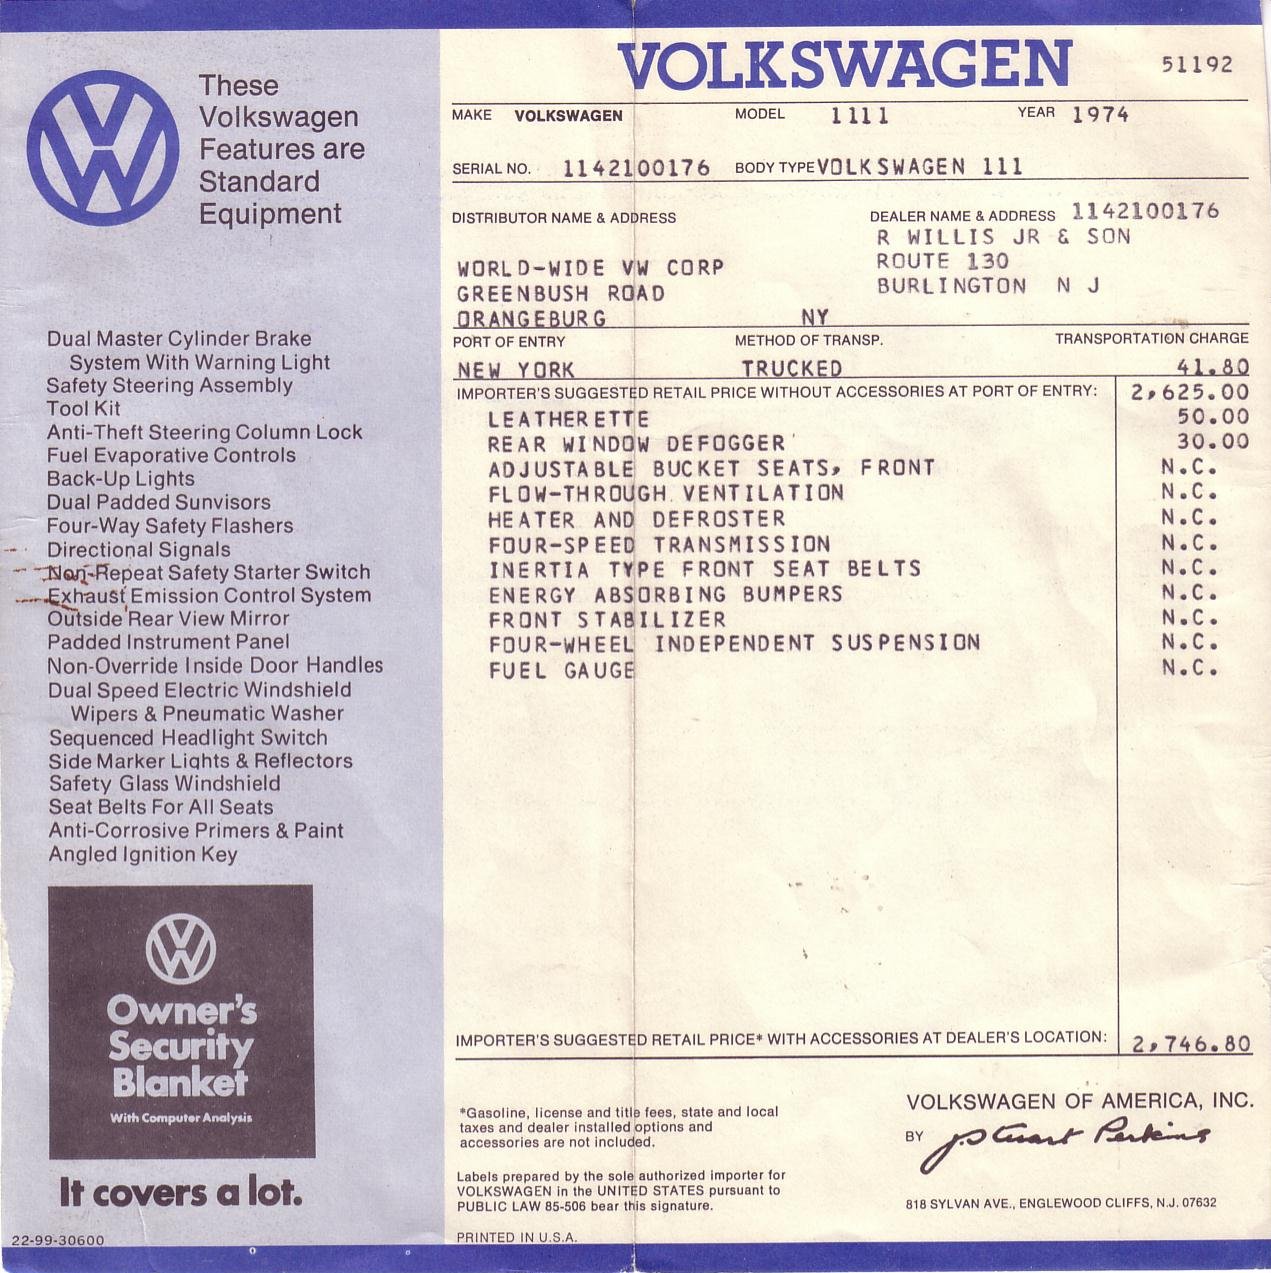 These
Volkswagen
Features are
Standard
Equipment
Dual Master Cylinder Brake
System With Warning Light
Safety Steering Assembly
Tool Kit
Anti-Theft Steering Column Lock
Fuel Evaporative Controls
Back-Up Lights
Dual Padded Sunvisors
Four-Way Safety Flashers
Directional Signals
Non-Repeat Safety Starter Switch
Exhaust Emission Control System
Outside Rear View Mirror
Padded Instrument Panel
Non-Override Inside Door Handles
Dual Speed Electric Windshield
Wipers & Pneumatic Washer
Sequenced Headlight Switch
Side Marker Lights & Reflectors
Safety Glass Windshield
Seat Belts For All Seats
Anti-Corrosive Primers & Paint
Angled Ignition Key
Owner's
Security
Blanket
With Computer Analysis
It covers a lot.
22-99-30600
VOLKSWAGEN 51192
MAKE VOLKSWAGEN MODEL 1111 YEAR 1974
SERIAL NO. 1142100176 BODY TYPE VOLKSWAGEN 111
DISTRIBUTOR NAME & ADDRESS DEALER NAME & ADDRESS 1142100176
R WILLIS JR & SON
WORLD-WIDE VW CORP ROUTE 130
GREENBUSH ROAD BURLINGTON N J
ORANGEBURG NY
PORT OF ENTRY METHOD OF TRANSP. TRANSPORTATION CHARGE
NEW YORK TRUCKED 41.80
IMPORTER'S SUGGESTED RETAIL PRICE WITHOUT ACCESSORIES AT PORT OF ENTRY: 2,625.00
LEATHERETTE 50.00
REAR WINDOW DEFOGGER 30.00
ADJUSTABLE BUCKET SEATS, FRONT N.C.
FLOW-THROUGH VENTILATION N.C.
HEATER AND DEFROSTER N.C.
FOUR-SPEED TRANSMISSION N.C.
INERTIA TYPE FRONT SEAT BELTS N.C.
ENERGY ABSORBING BUMPERS N.C.
FRONT STABILIZER N.C.
FOUR-WHEEL INDEPENDENT SUSPENSION N.C.
FUEL GAUGE N.C.
IMPORTER'S SUGGESTED RETAIL PRICE* WITH ACCESSORIES AT DEALER'S LOCATION: 2,746.80
*Gasoline, license and title fees, state and local
taxes and dealer installed options and
accessories are not included.
Labels prepared by the sole authorized importer for
VOLKSWAGEN in the UNITED STATES pursuant to
PUBLIC LAW 85-506 bear this signature.
PRINTED IN U.S.A.
VOLKSWAGEN OF AMERICA, INC.
BY J. Stuart Perkins
818 SYLVAN AVE., ENGLEWOOD CLIFFS, N.J. 07632